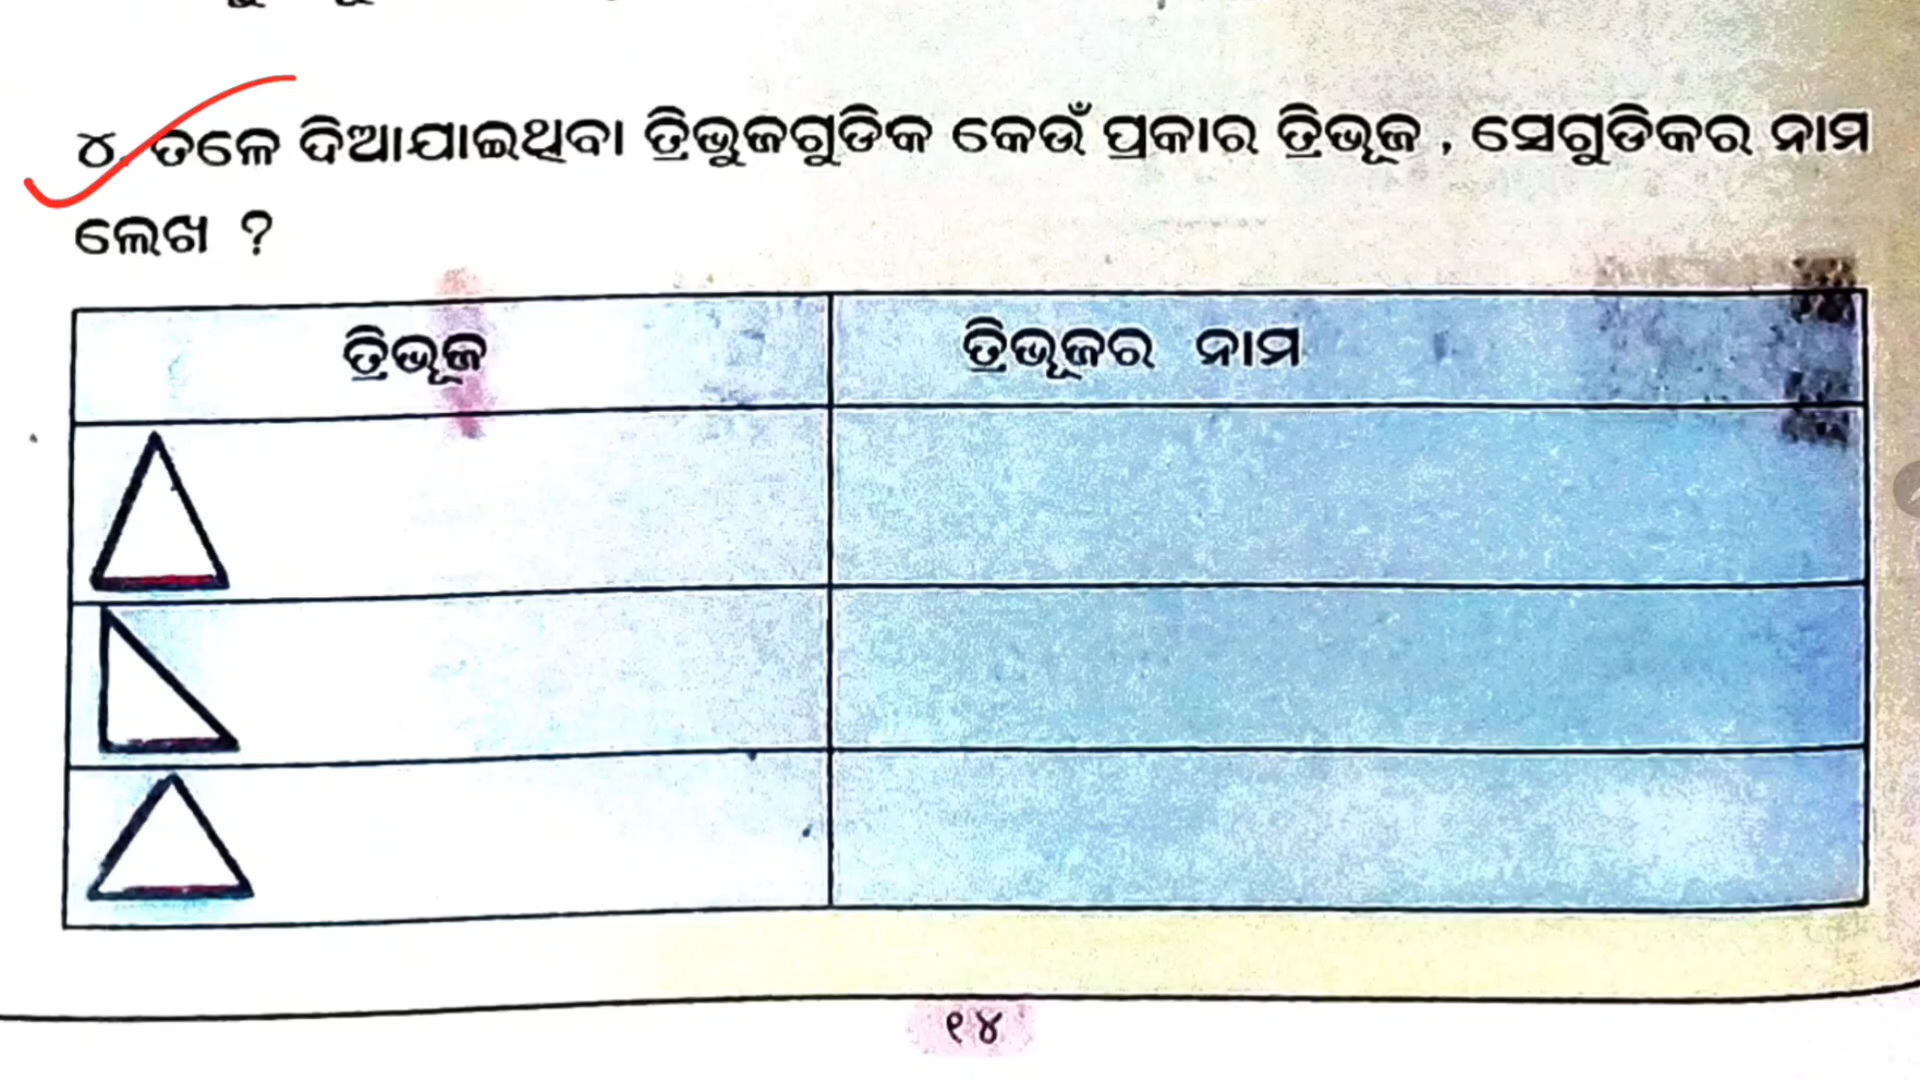 ୪. ତଳେ ଦିଆଯାଇଥିବା ତ୍ରିଭୁଜଗୁଡିକ କେଉଁ ପ୍ରକାର ତ୍ରିଭୂଜ , ସେଗୁଡିକର ନାମ
ଲେଖ ?
ତ୍ରିଭୂଜ ତ୍ରିଭୂଜର ନାମ
୧୪